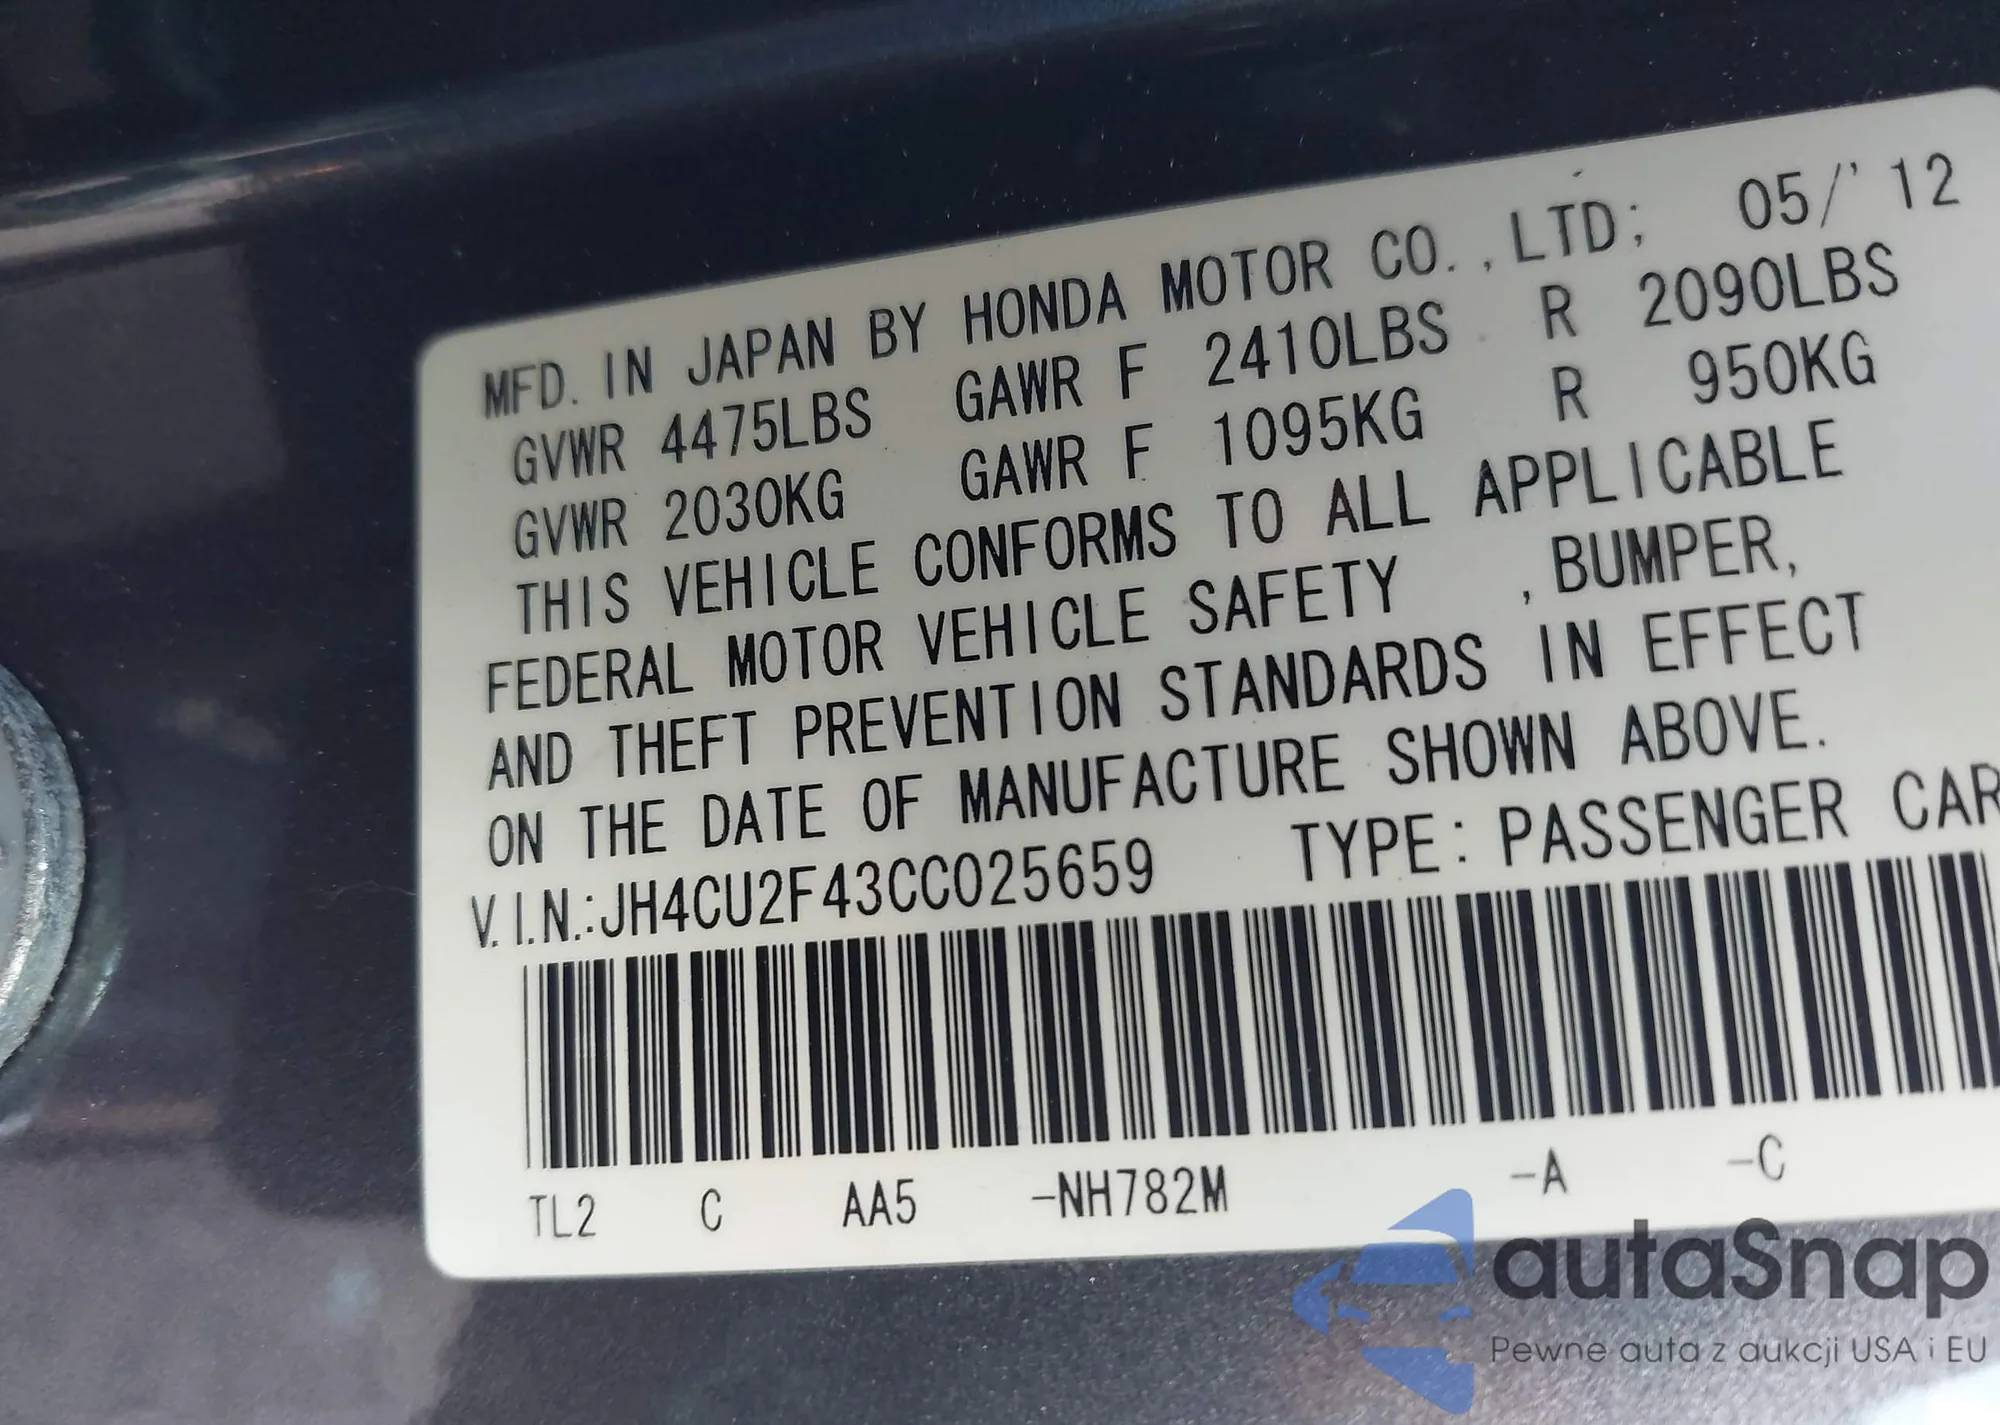 MFD. IN JAPAN BY HONDA MOTOR CO.,LTD; 05/'12
GVWR 4475LBS GAWR F 2410LBS R 2090LBS
GVWR 2030KG GAWR F 1095KG R 950KG
THIS VEHICLE CONFORMS TO ALL APPLICABLE
FEDERAL MOTOR VEHICLE SAFETY , BUMPER,
AND THEFT PREVENTION STANDARDS IN EFFECT
ON THE DATE OF MANUFACTURE SHOWN ABOVE.
V.I.N.:JH4CU2F43CC025659 TYPE:PASSENGER CAR
TL2 C AA5 -NH782M -A -C
autaSnap
Pewne auta z aukcji USA i EU